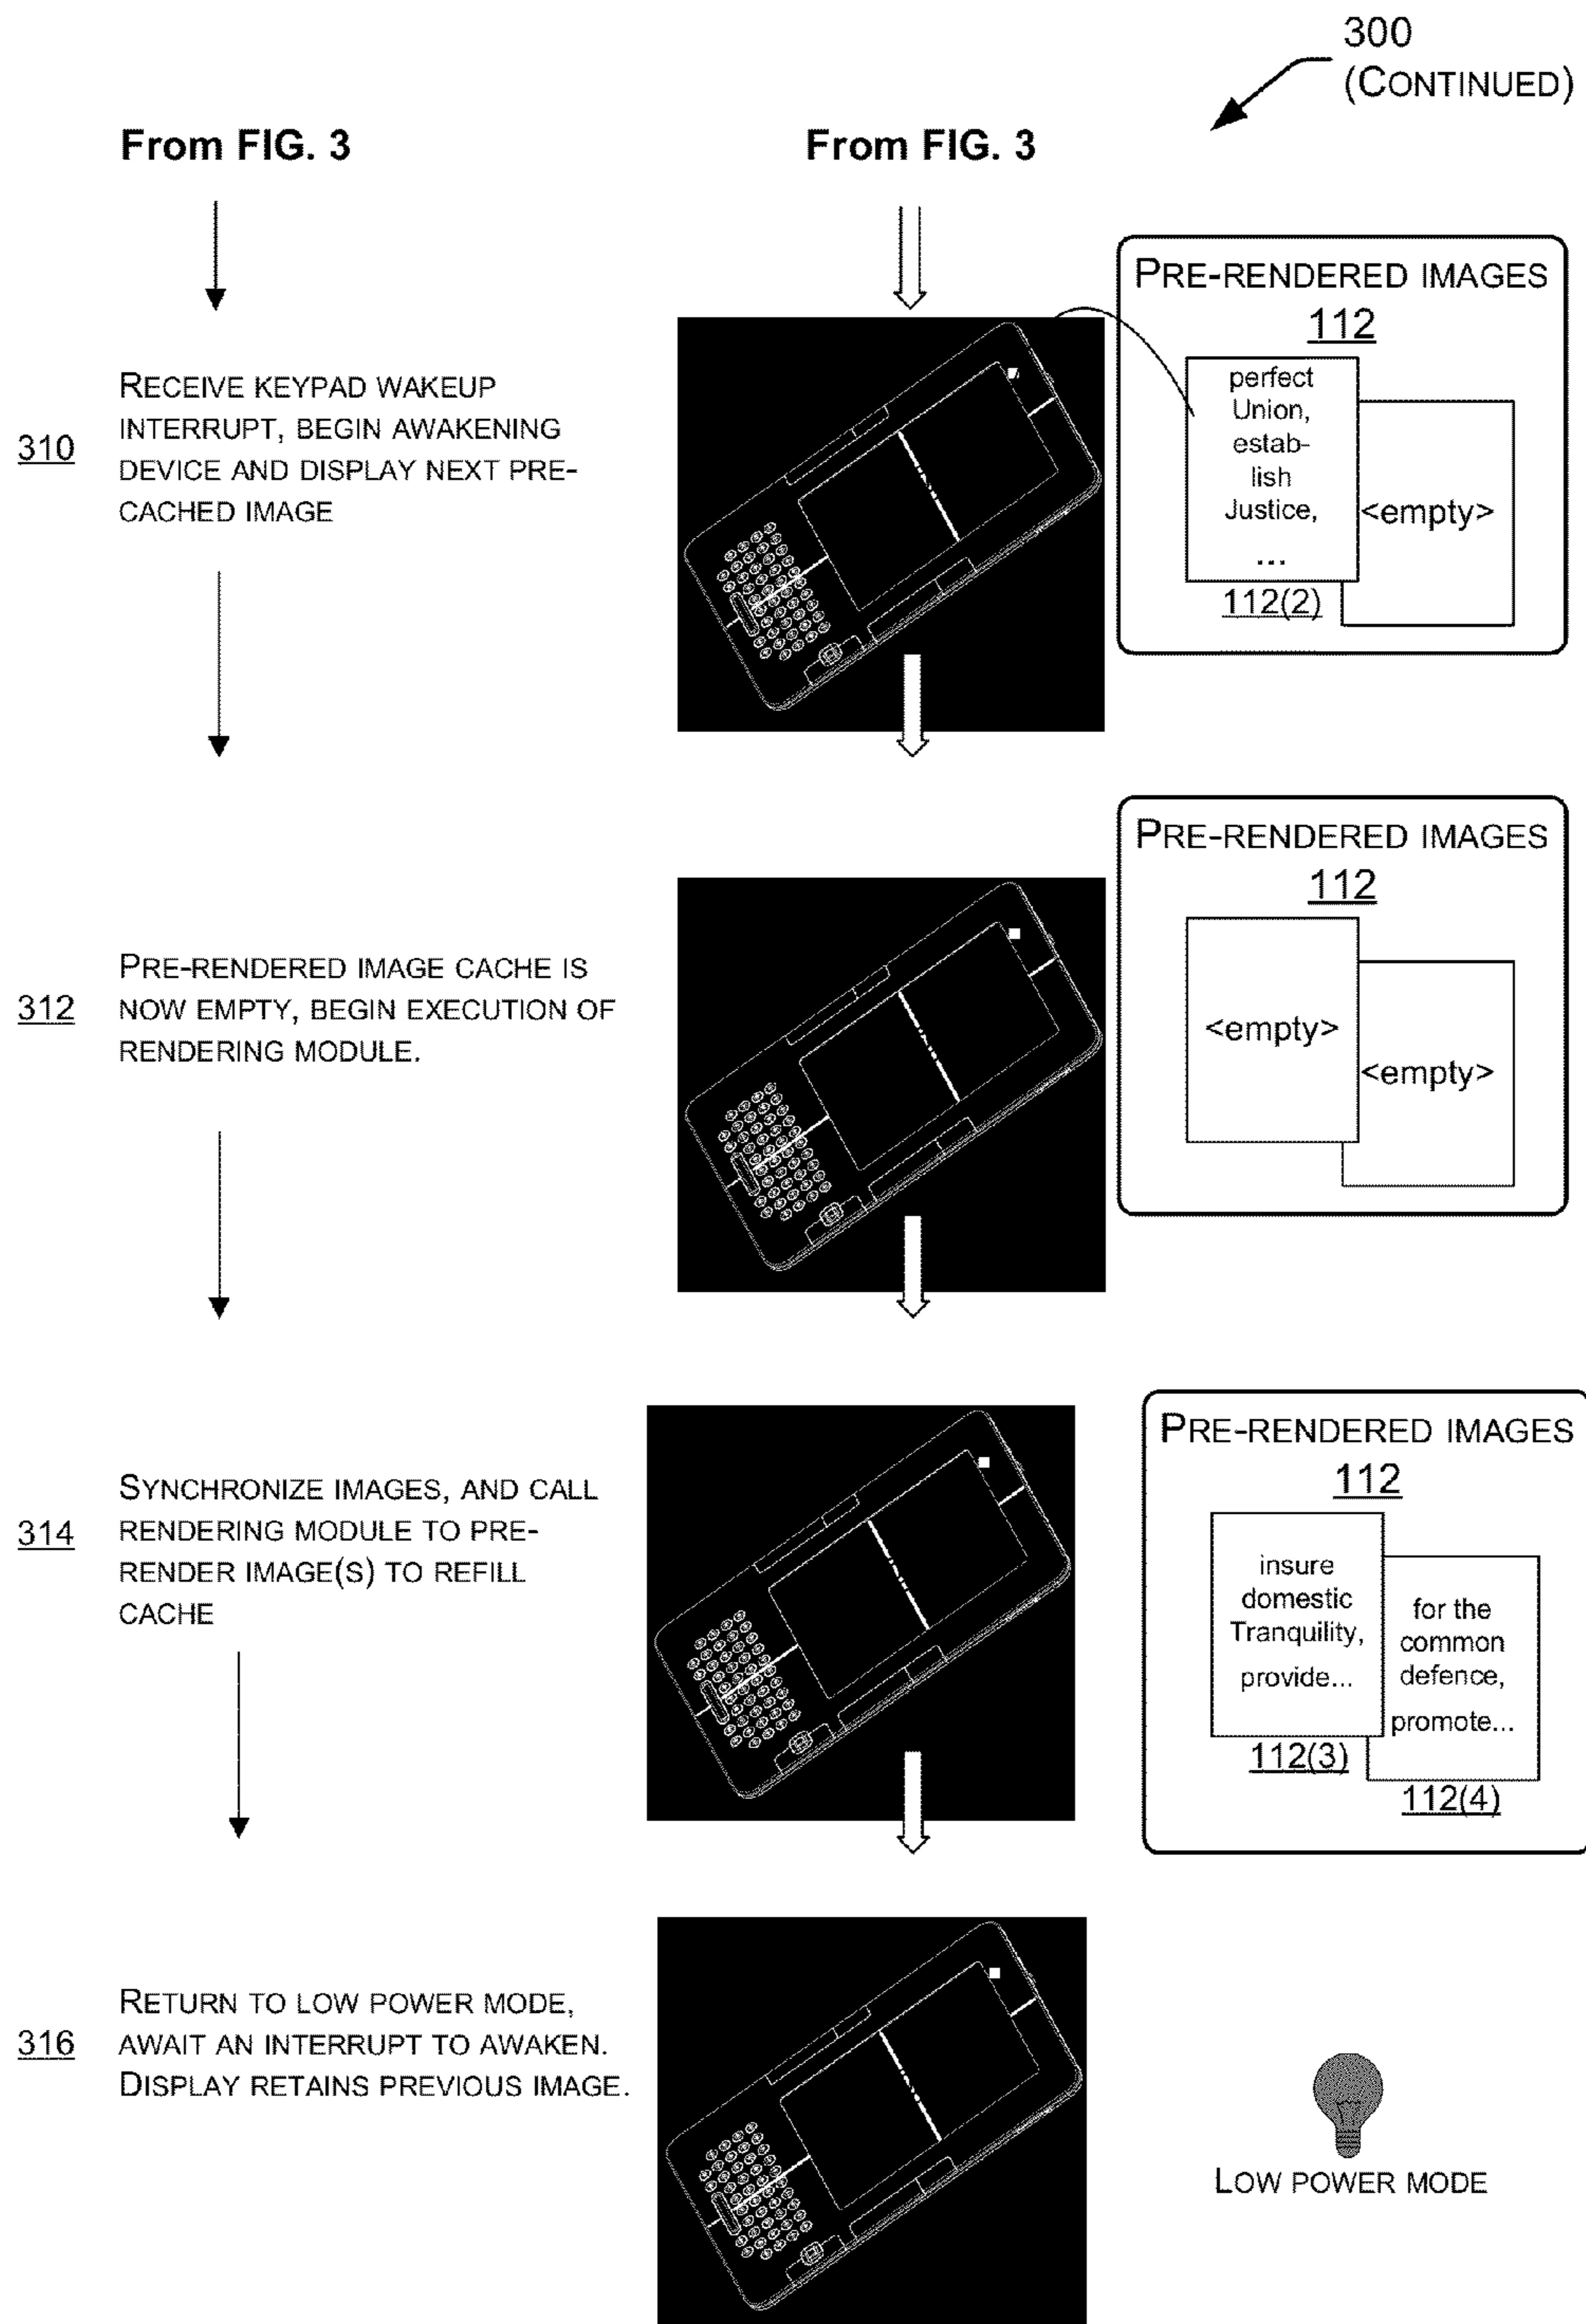 300
(CONTINUED)
From FIG. 3
From FIG. 3
310
RECEIVE KEYPAD WAKEUP
INTERRUPT, BEGIN AWAKENING
DEVICE AND DISPLAY NEXT PRE-
CACHED IMAGE
PRE-RENDERED IMAGES
112
perfect
Union,
estab-
lish
Justice,
...
112(2)
<empty>
312
PRE-RENDERED IMAGE CACHE IS
NOW EMPTY, BEGIN EXECUTION OF
RENDERING MODULE.
PRE-RENDERED IMAGES
112
<empty>
<empty>
314
SYNCHRONIZE IMAGES, AND CALL
RENDERING MODULE TO PRE-
RENDER IMAGE(S) TO REFILL
CACHE
PRE-RENDERED IMAGES
112
insure
domestic
Tranquility,
provide...
112(3)
for the
common
defence,
promote...
112(4)
316
RETURN TO LOW POWER MODE,
AWAIT AN INTERRUPT TO AWAKEN.
DISPLAY RETAINS PREVIOUS IMAGE.
LOW POWER MODE